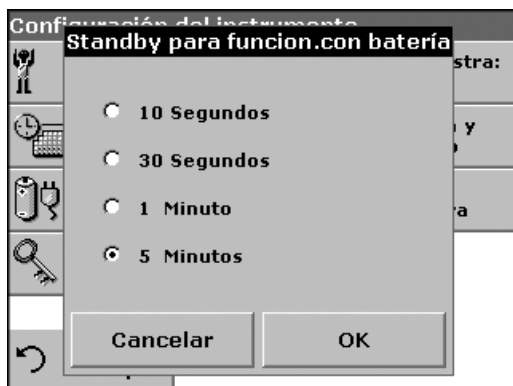 Configuración del instrumento
Standby para funcion.con batería
stra:
10 Segundos
y
30 Segundos
1 Minuto
a
5 Minutos
Cancelar
OK